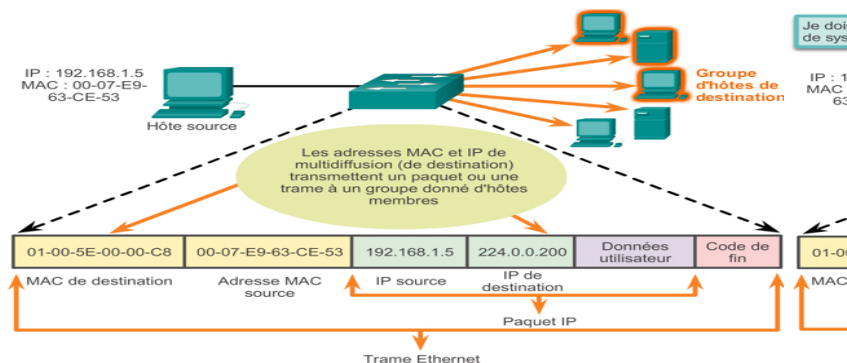 Je dois
de sys
IP : 192.168.1.5
MAC : 00-07-E9-
63-CE-53
Hôte source
Groupe
d'hôtes de
destination
IP : 1
MAC
63
Les adresses MAC et IP de
multidiffusion (de destination)
transmettent un paquet ou une
trame à un groupe donné d'hôtes
membres
01-00-5E-00-00-C8
00-07-E9-63-CE-53
192.168.1.5
224.0.0.200
Données
utilisateur
Code de
fin
MAC de destination
Adresse MAC
source
IP source
IP de
destination
Paquet IP
Trame Ethernet
01-00
MAC